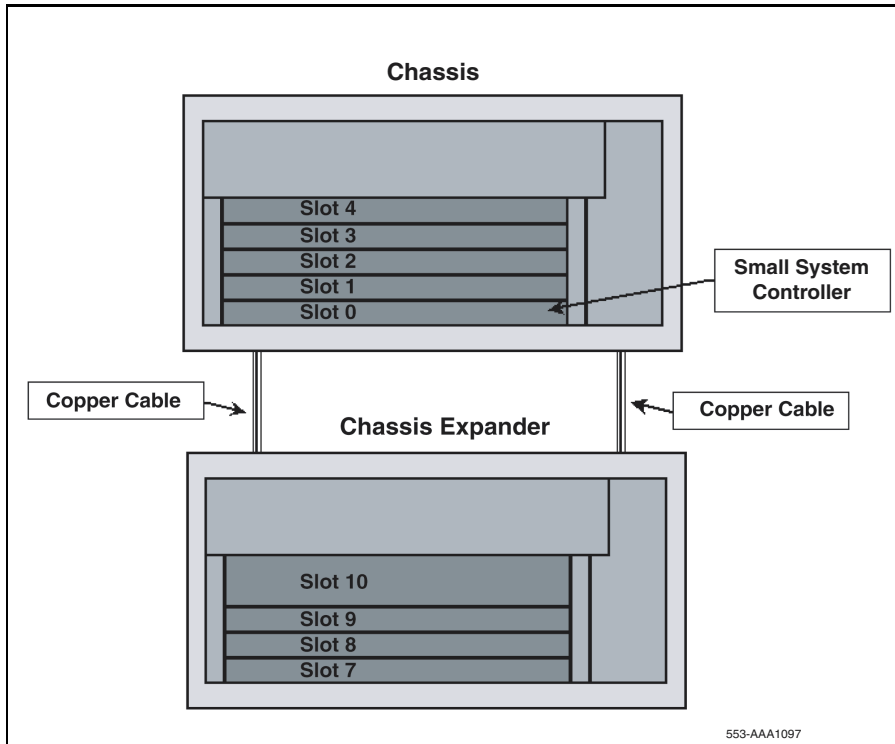 Chassis
Slot 4
Slot 3
Slot 2
Slot 1
Slot 0
Small System
Controller
Copper Cable
Copper Cable
Chassis Expander
Slot 10
Slot 9
Slot 8
Slot 7
553-AAA1097